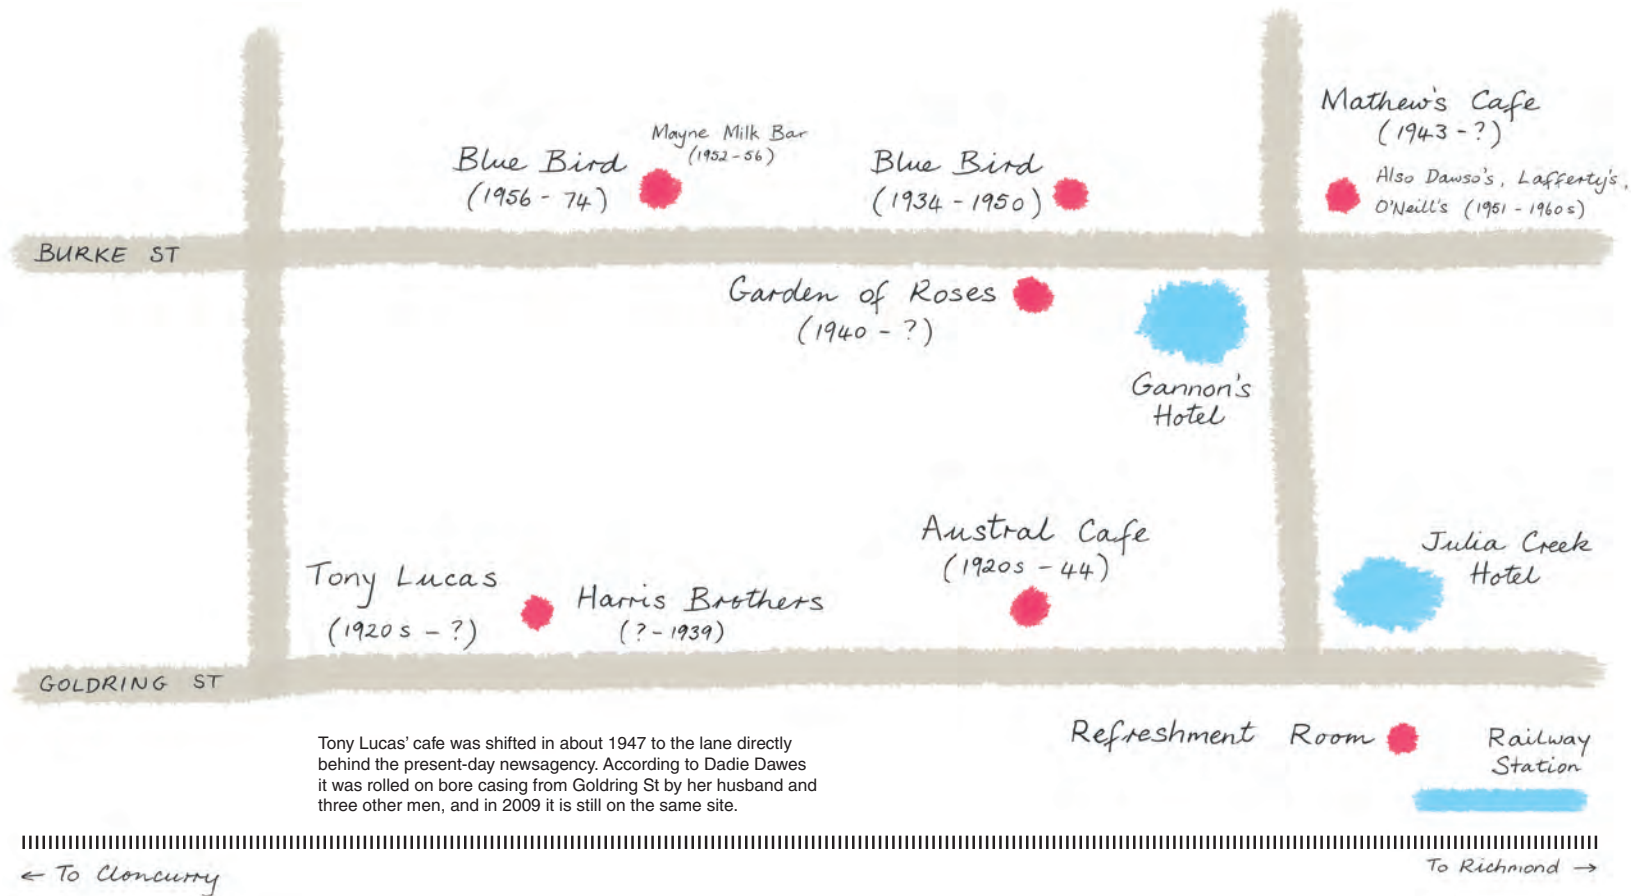 Mathew's Cafe
(1943 - ?)
Also Dawso's, Lafferty's,
O'Neill's (1951 - 1960s)
Mayne Milk Bar
(1952 - 56)
Blue Bird
(1956 - 74)
Blue Bird
(1934 - 1950)
BURKE ST
Garden of Roses
(1940 - ?)
Gannon's
Hotel
Austral Cafe
(1920s - 44)
Julia Creek
Hotel
Tony Lucas
(1920s - ?)
Harris Brothers
(? - 1939)
GOLDRING ST
Refreshment Room
Railway
Station
Tony Lucas' cafe was shifted in about 1947 to the lane directly
behind the present-day newsagency. According to Dadie Dawes
it was rolled on bore casing from Goldring St by her husband and
three other men, and in 2009 it is still on the same site.
← To Cloncurry
To Richmond →